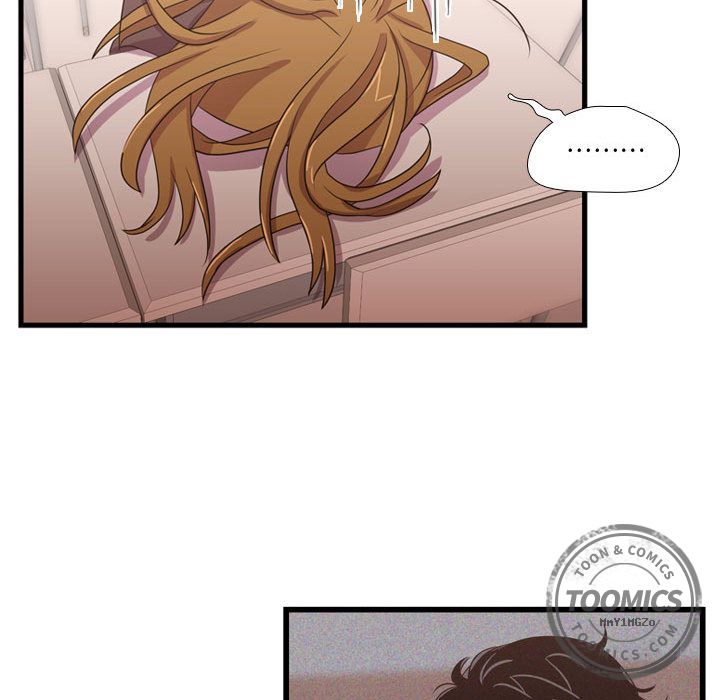 .........
TOON & COMICS
TOOMICS
MmY1MGZo
TOOMICS.COM